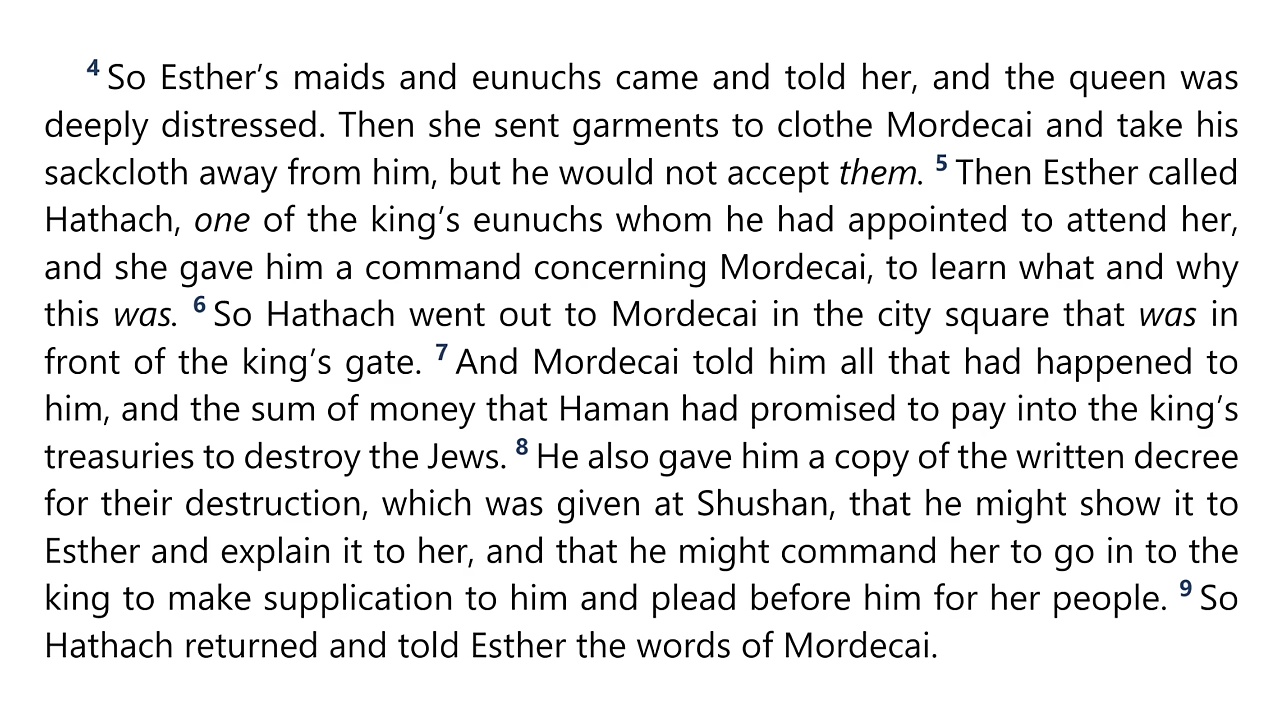 4 So Esther’s maids and eunuchs came and told her, and the queen was
deeply distressed. Then she sent garments to clothe Mordecai and take his
sackcloth away from him, but he would not accept them. 5 Then Esther called
Hathach, one of the king’s eunuchs whom he had appointed to attend her,
and she gave him a command concerning Mordecai, to learn what and why
this was. 6 So Hathach went out to Mordecai in the city square that was in
front of the king’s gate. 7 And Mordecai told him all that had happened to
him, and the sum of money that Haman had promised to pay into the king’s
treasuries to destroy the Jews. 8 He also gave him a copy of the written decree
for their destruction, which was given at Shushan, that he might show it to
Esther and explain it to her, and that he might command her to go in to the
king to make supplication to him and plead before him for her people. 9 So
Hathach returned and told Esther the words of Mordecai.